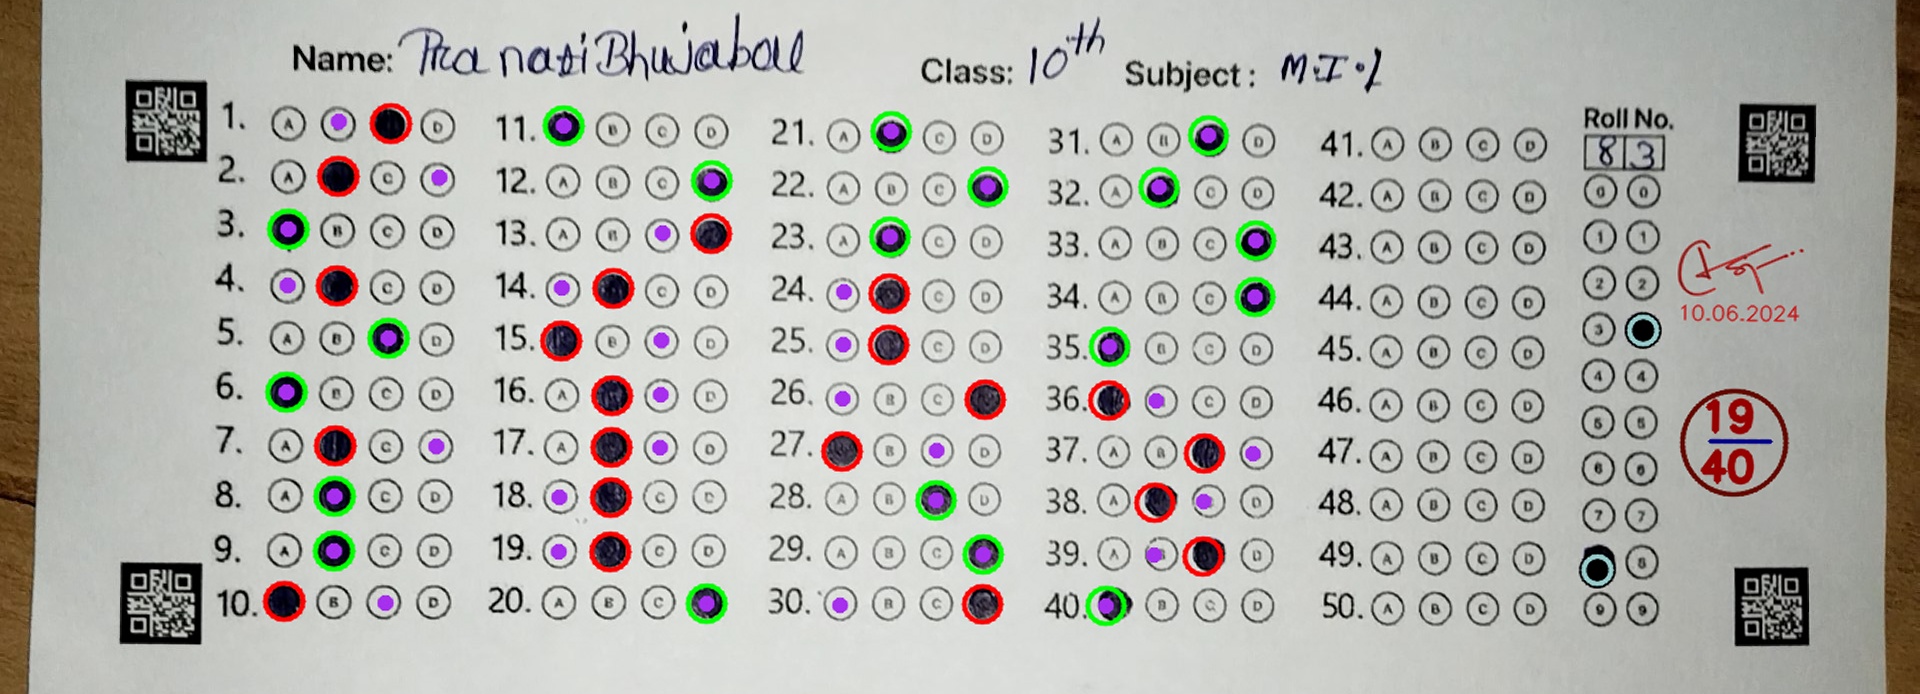 Name: Pranati Bhujabal Class: 10th Subject: M.I.L
1. A D 11. B C D 21. A C D 31. A B D 41. A B C D Roll No.
2. A C 12. A B C 22. A B C 32. A C D 42. A B C D 8 3
3. B C D 13. A B 23. A C D 33. A B C 43. A B C D
4. C D 14. C D 24. C D 34. A B C 44. A B C D
5. A B D 15. B D 25. C D 35. B C D 45. A B C D
6. B C D 16. A D 26. B C 36. C D 46. A B C D
7. A C 17. A D 27. B D 37. A B 47. A B C D
8. A C D 18. C D 28. A B D 38. A D 48. A B C D
9. A C D 19. C D 29. A B C 39. A D 49. A B C D
10. B D 20. A B C 30. B C 40. B C D 50. A B C D
0 0
1 1
2 2
3
4 4
5 5
6 6
7 7
8
9 9
10.06.2024
19
40